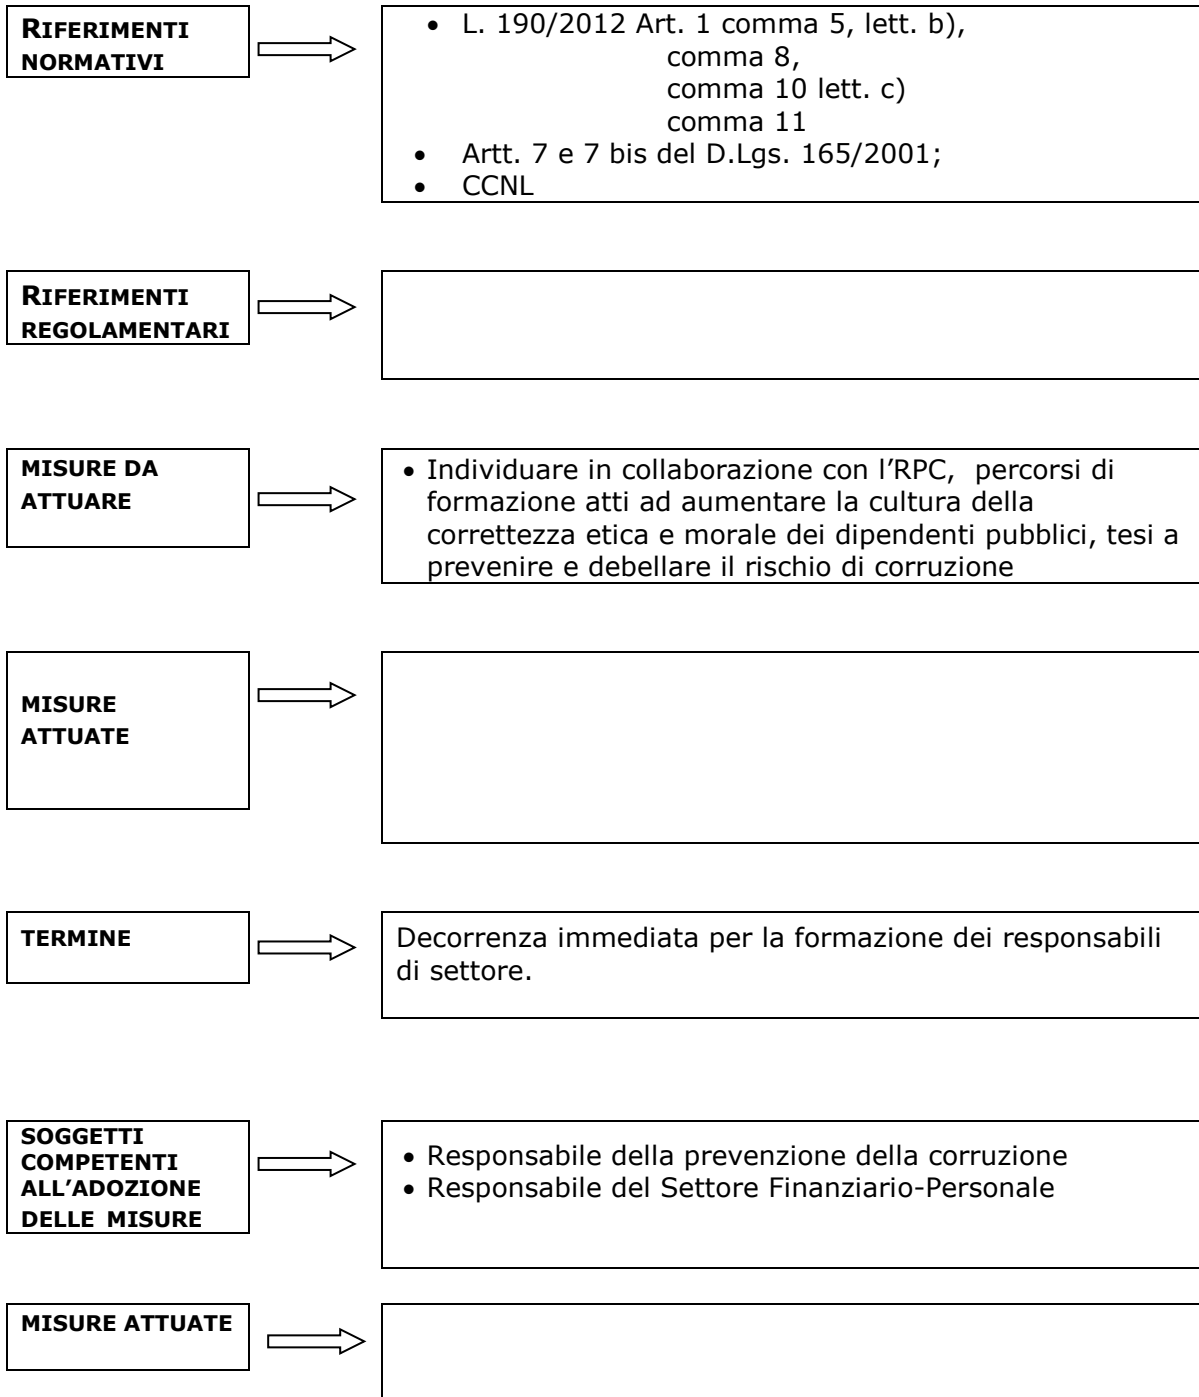 RIFERIMENTI
NORMATIVI
• L. 190/2012 Art. 1 comma 5, lett. b),
comma 8,
comma 10 lett. c)
comma 11
• Artt. 7 e 7 bis del D.Lgs. 165/2001;
• CCNL
RIFERIMENTI
REGOLAMENTARI
MISURE DA
ATTUARE
• Individuare in collaborazione con l’RPC, percorsi di
formazione atti ad aumentare la cultura della
correttezza etica e morale dei dipendenti pubblici, tesi a
prevenire e debellare il rischio di corruzione
MISURE
ATTUATE
TERMINE
Decorrenza immediata per la formazione dei responsabili
di settore.
SOGGETTI
COMPETENTI
ALL’ADOZIONE
DELLE MISURE
• Responsabile della prevenzione della corruzione
• Responsabile del Settore Finanziario-Personale
MISURE ATTUATE